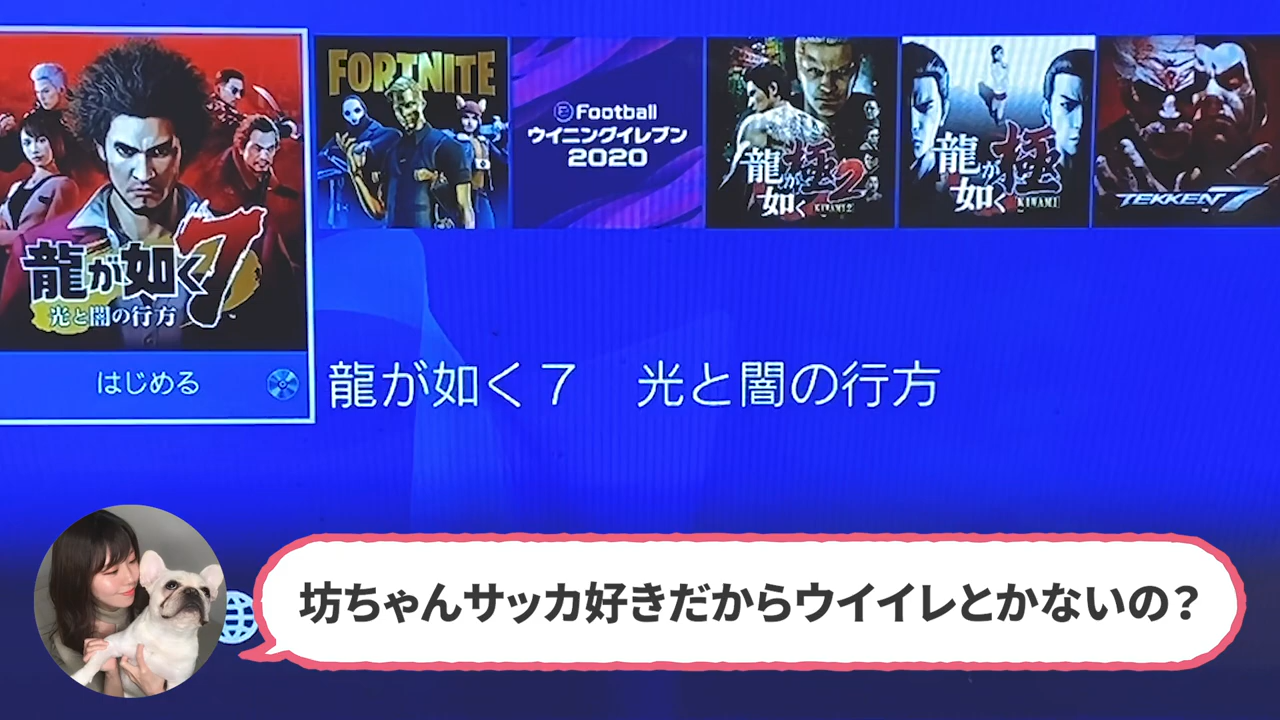 龍が如く7
光と闇の行方
はじめる
FORTNITE
eFootball
ウイニングイレブン
2020
龍が如く極2
KIWAMI 2
龍が如く極
KIWAMI
TEKKEN 7
龍が如く７　光と闇の行方
坊ちゃんサッカ好きだからウイイレとかないの？